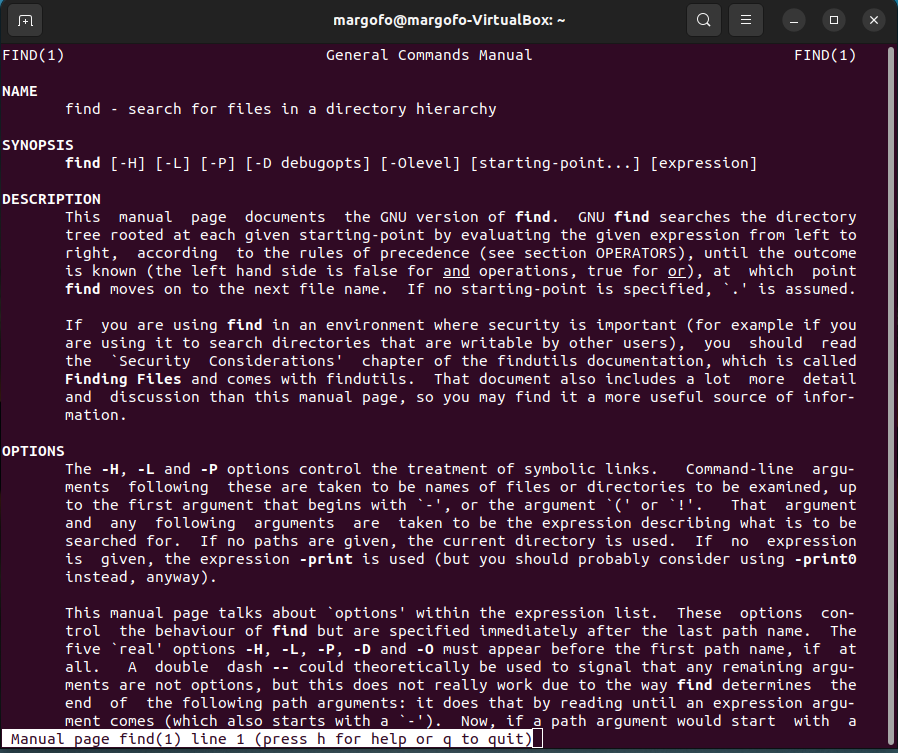 margofo@margofo-VirtualBox: ~
FIND(1) General Commands Manual FIND(1)
NAME
find - search for files in a directory hierarchy
SYNOPSIS
find [-H] [-L] [-P] [-D debugopts] [-Olevel] [starting-point...] [expression]
DESCRIPTION
This manual page documents the GNU version of find. GNU find searches the directory
tree rooted at each given starting-point by evaluating the given expression from left to
right, according to the rules of precedence (see section OPERATORS), until the outcome
is known (the left hand side is false for and operations, true for or), at which point
find moves on to the next file name. If no starting-point is specified, `.' is assumed.
If you are using find in an environment where security is important (for example if you
are using it to search directories that are writable by other users), you should read
the `Security Considerations' chapter of the findutils documentation, which is called
Finding Files and comes with findutils. That document also includes a lot more detail
and discussion than this manual page, so you may find it a more useful source of infor-
mation.
OPTIONS
The -H, -L and -P options control the treatment of symbolic links. Command-line argu-
ments following these are taken to be names of files or directories to be examined, up
to the first argument that begins with `-', or the argument `(' or `!'. That argument
and any following arguments are taken to be the expression describing what is to be
searched for. If no paths are given, the current directory is used. If no expression
is given, the expression -print is used (but you should probably consider using -print0
instead, anyway).
This manual page talks about `options' within the expression list. These options con-
trol the behaviour of find but are specified immediately after the last path name. The
five `real' options -H, -L, -P, -D and -O must appear before the first path name, if at
all. A double dash -- could theoretically be used to signal that any remaining argu-
ments are not options, but this does not really work due to the way find determines the
end of the following path arguments: it does that by reading until an expression argu-
ment comes (which also starts with a `-'). Now, if a path argument would start with a
Manual page find(1) line 1 (press h for help or q to quit)